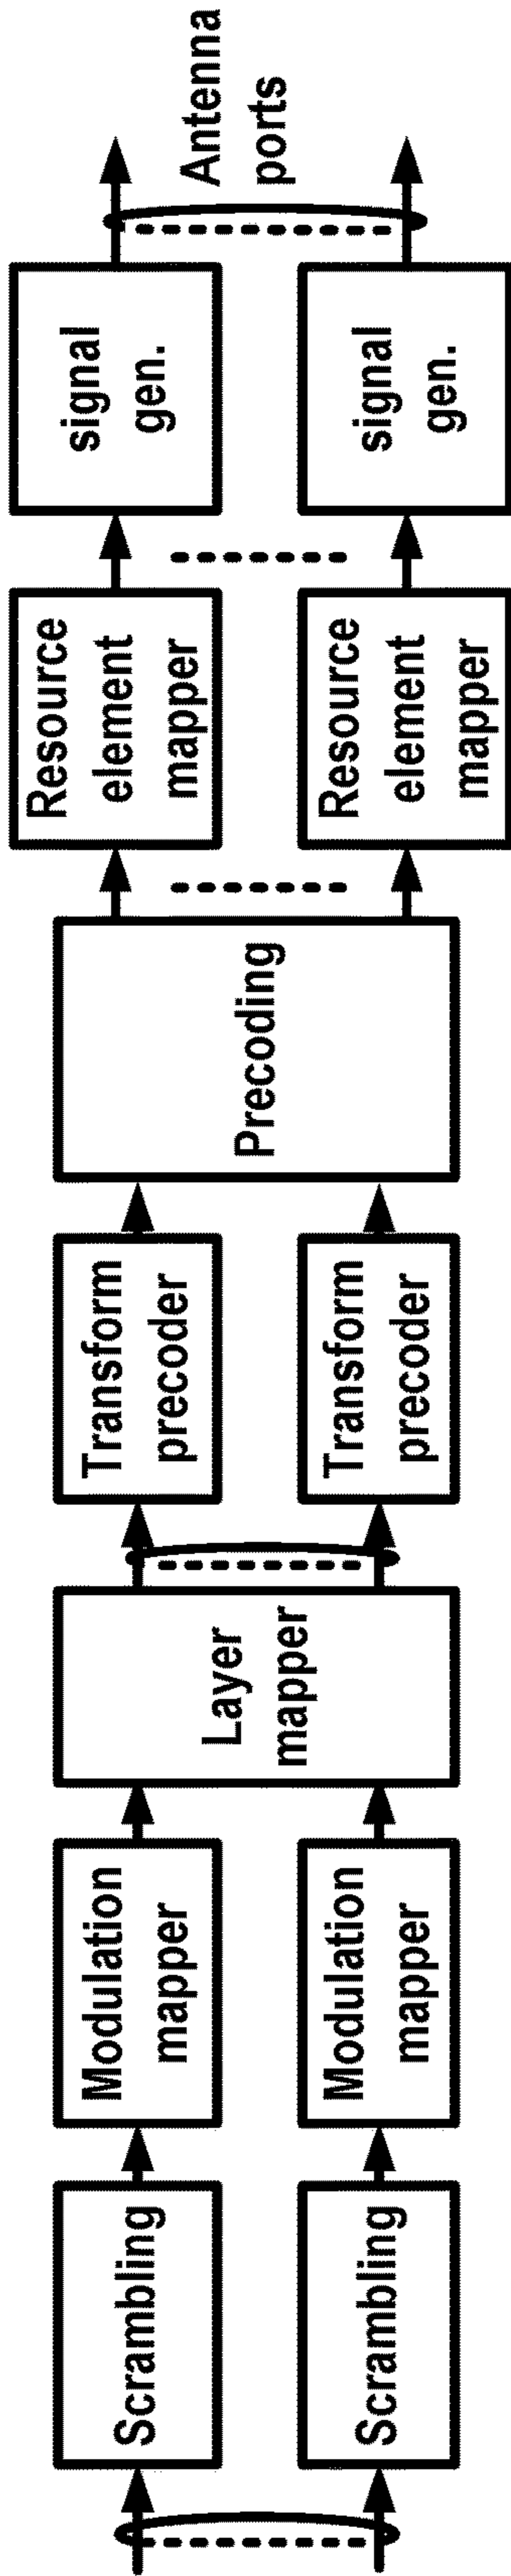 Scrambling
Scrambling
Modulation
mapper
Modulation
mapper
Layer
mapper
Transform
precoder
Transform
precoder
Precoding
Resource
element
mapper
Resource
element
mapper
signal
gen.
signal
gen.
Antenna
ports